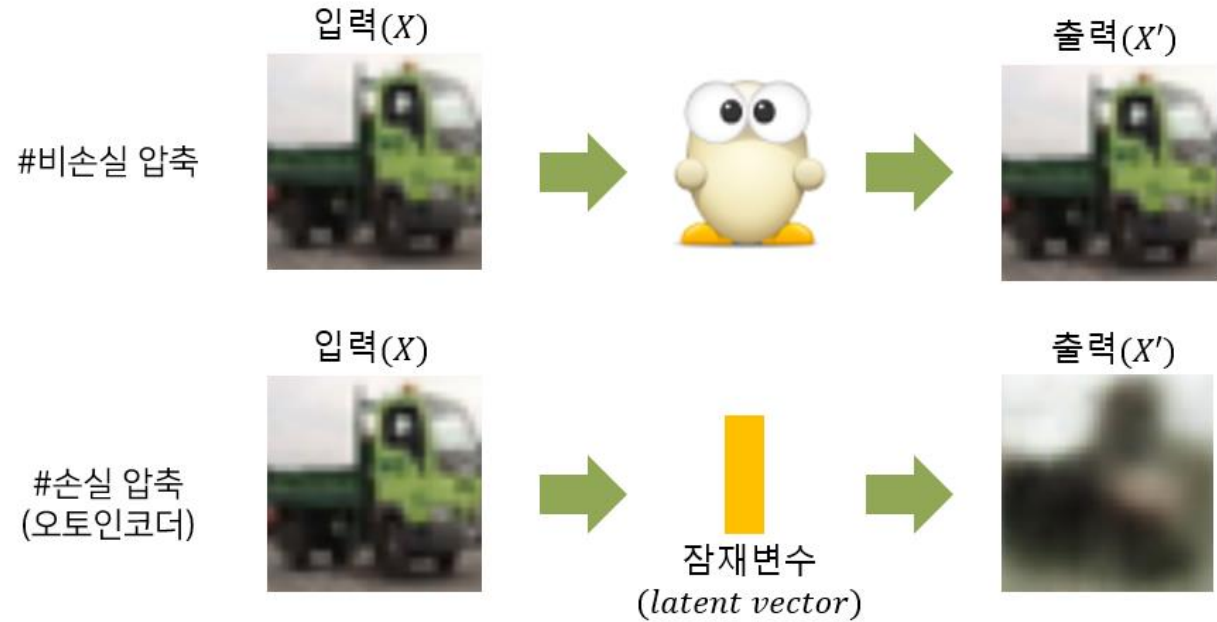 입력(X)
출력(X′)
#비손실 압축
입력(X)
출력(X′)
#손실 압축
(오토인코더)
잠재변수
(latent vector)